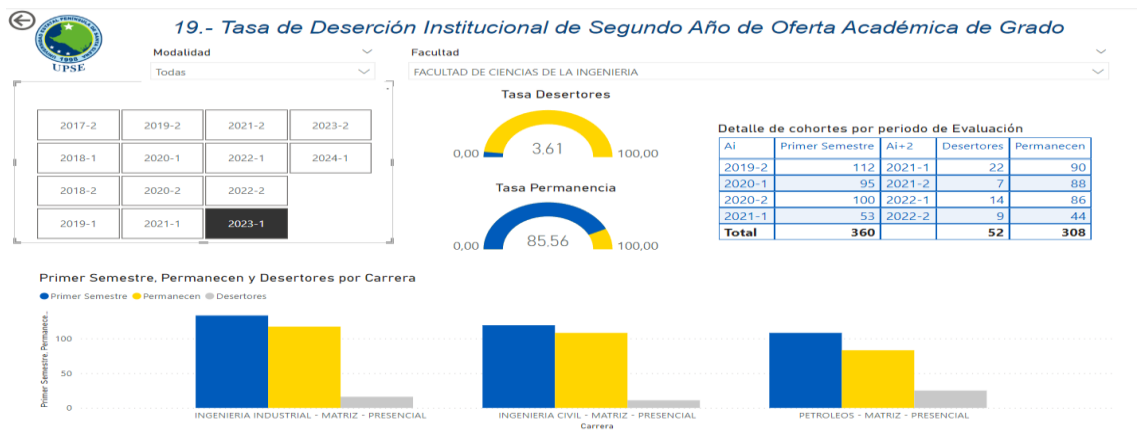 19.- Tasa de Deserción Institucional de Segundo Año de Oferta Académica de Grado
UPSE
1998
Modalidad
Todas
Facultad
FACULTAD DE CIENCIAS DE LA INGENIERIA
2017-2 2019-2 2021-2 2023-2
2018-1 2020-1 2022-1 2024-1
2018-2 2020-2 2022-2
2019-1 2021-1 2023-1
Tasa Desertores
3.61
0,00 100,00
Tasa Permanencia
85.56
0,00 100,00
Detalle de cohortes por periodo de Evaluación
Ai Primer Semestre Ai+2 Desertores Permanecen
2019-2 112 2021-1 22 90
2020-1 95 2021-2 7 88
2020-2 100 2022-1 14 86
2021-1 53 2022-2 9 44
Total 360 52 308
Primer Semestre, Permanecen y Desertores por Carrera
Primer Semestre Permanecen Desertores
Primer Semestre, Permanece...
100
50
0
INGENIERIA INDUSTRIAL - MATRIZ - PRESENCIAL
INGENIERIA CIVIL - MATRIZ - PRESENCIAL
PETROLEOS - MATRIZ - PRESENCIAL
Carrera